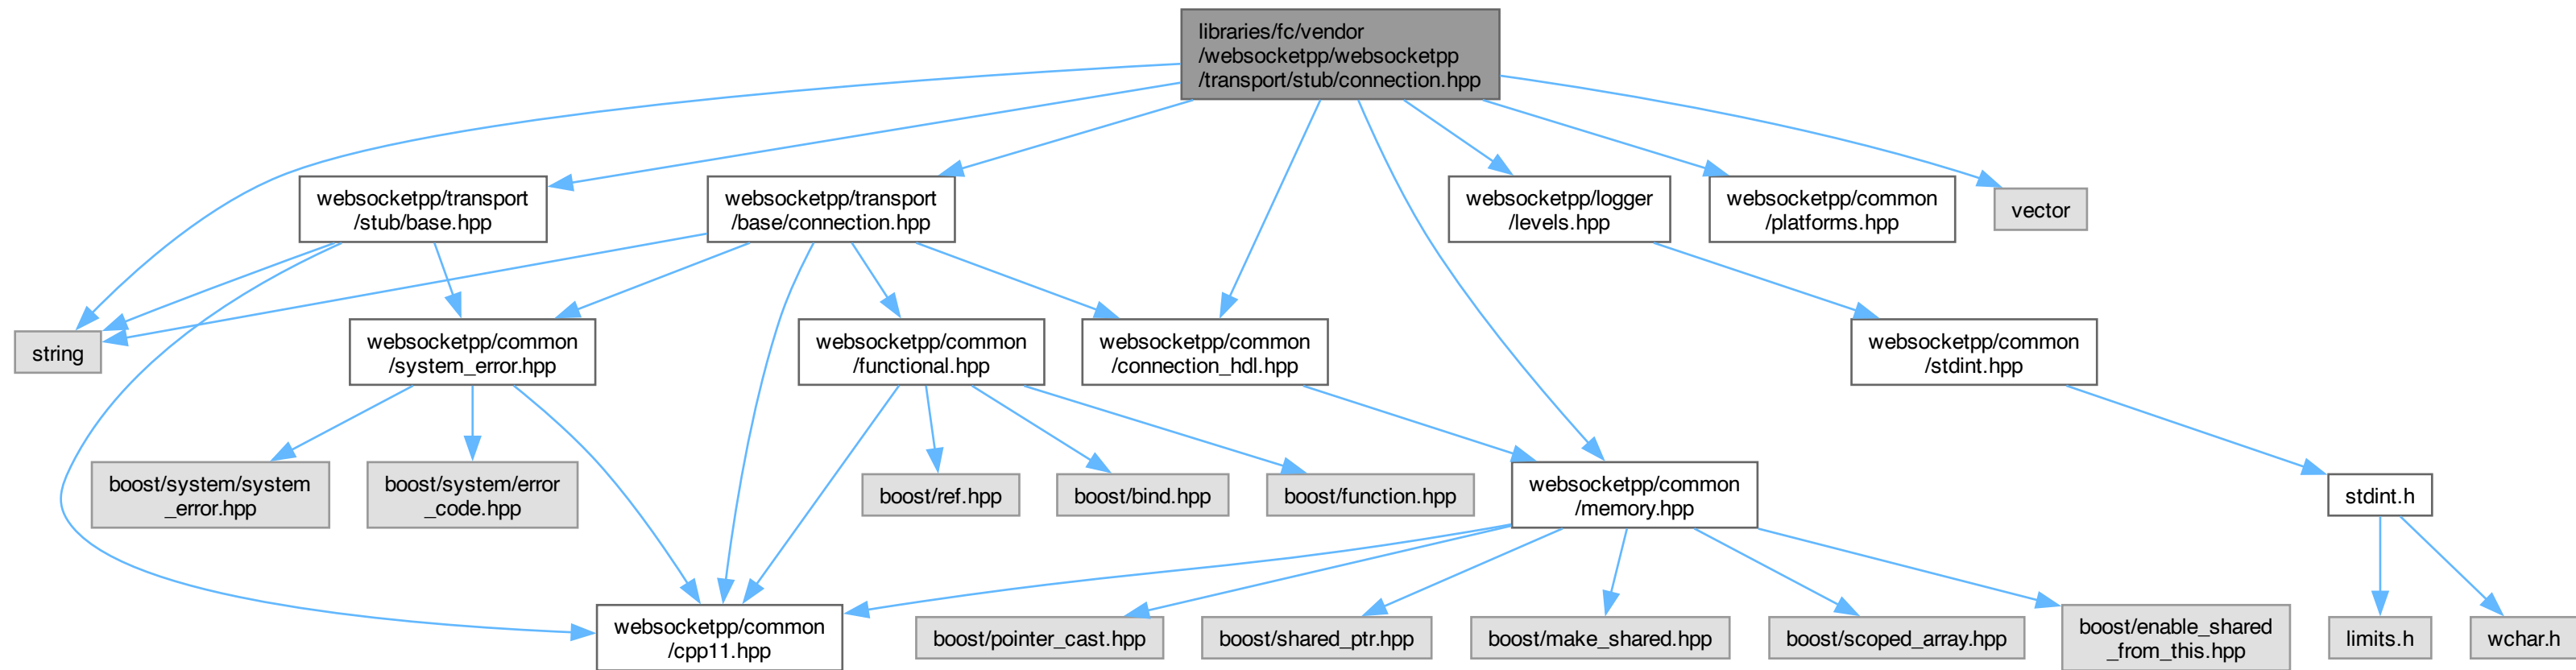 libraries/fc/vendor
/websocketpp/websocketpp
/transport/stub/connection.hpp
websocketpp/transport
/stub/base.hpp
websocketpp/transport
/base/connection.hpp
websocketpp/logger
/levels.hpp
websocketpp/common
/platforms.hpp
vector
string
websocketpp/common
/system_error.hpp
websocketpp/common
/functional.hpp
websocketpp/common
/connection_hdl.hpp
websocketpp/common
/stdint.hpp
boost/system/system
_error.hpp
boost/system/error
_code.hpp
boost/ref.hpp
boost/bind.hpp
boost/function.hpp
websocketpp/common
/memory.hpp
stdint.h
websocketpp/common
/cpp11.hpp
boost/pointer_cast.hpp
boost/shared_ptr.hpp
boost/make_shared.hpp
boost/scoped_array.hpp
boost/enable_shared
_from_this.hpp
limits.h
wchar.h